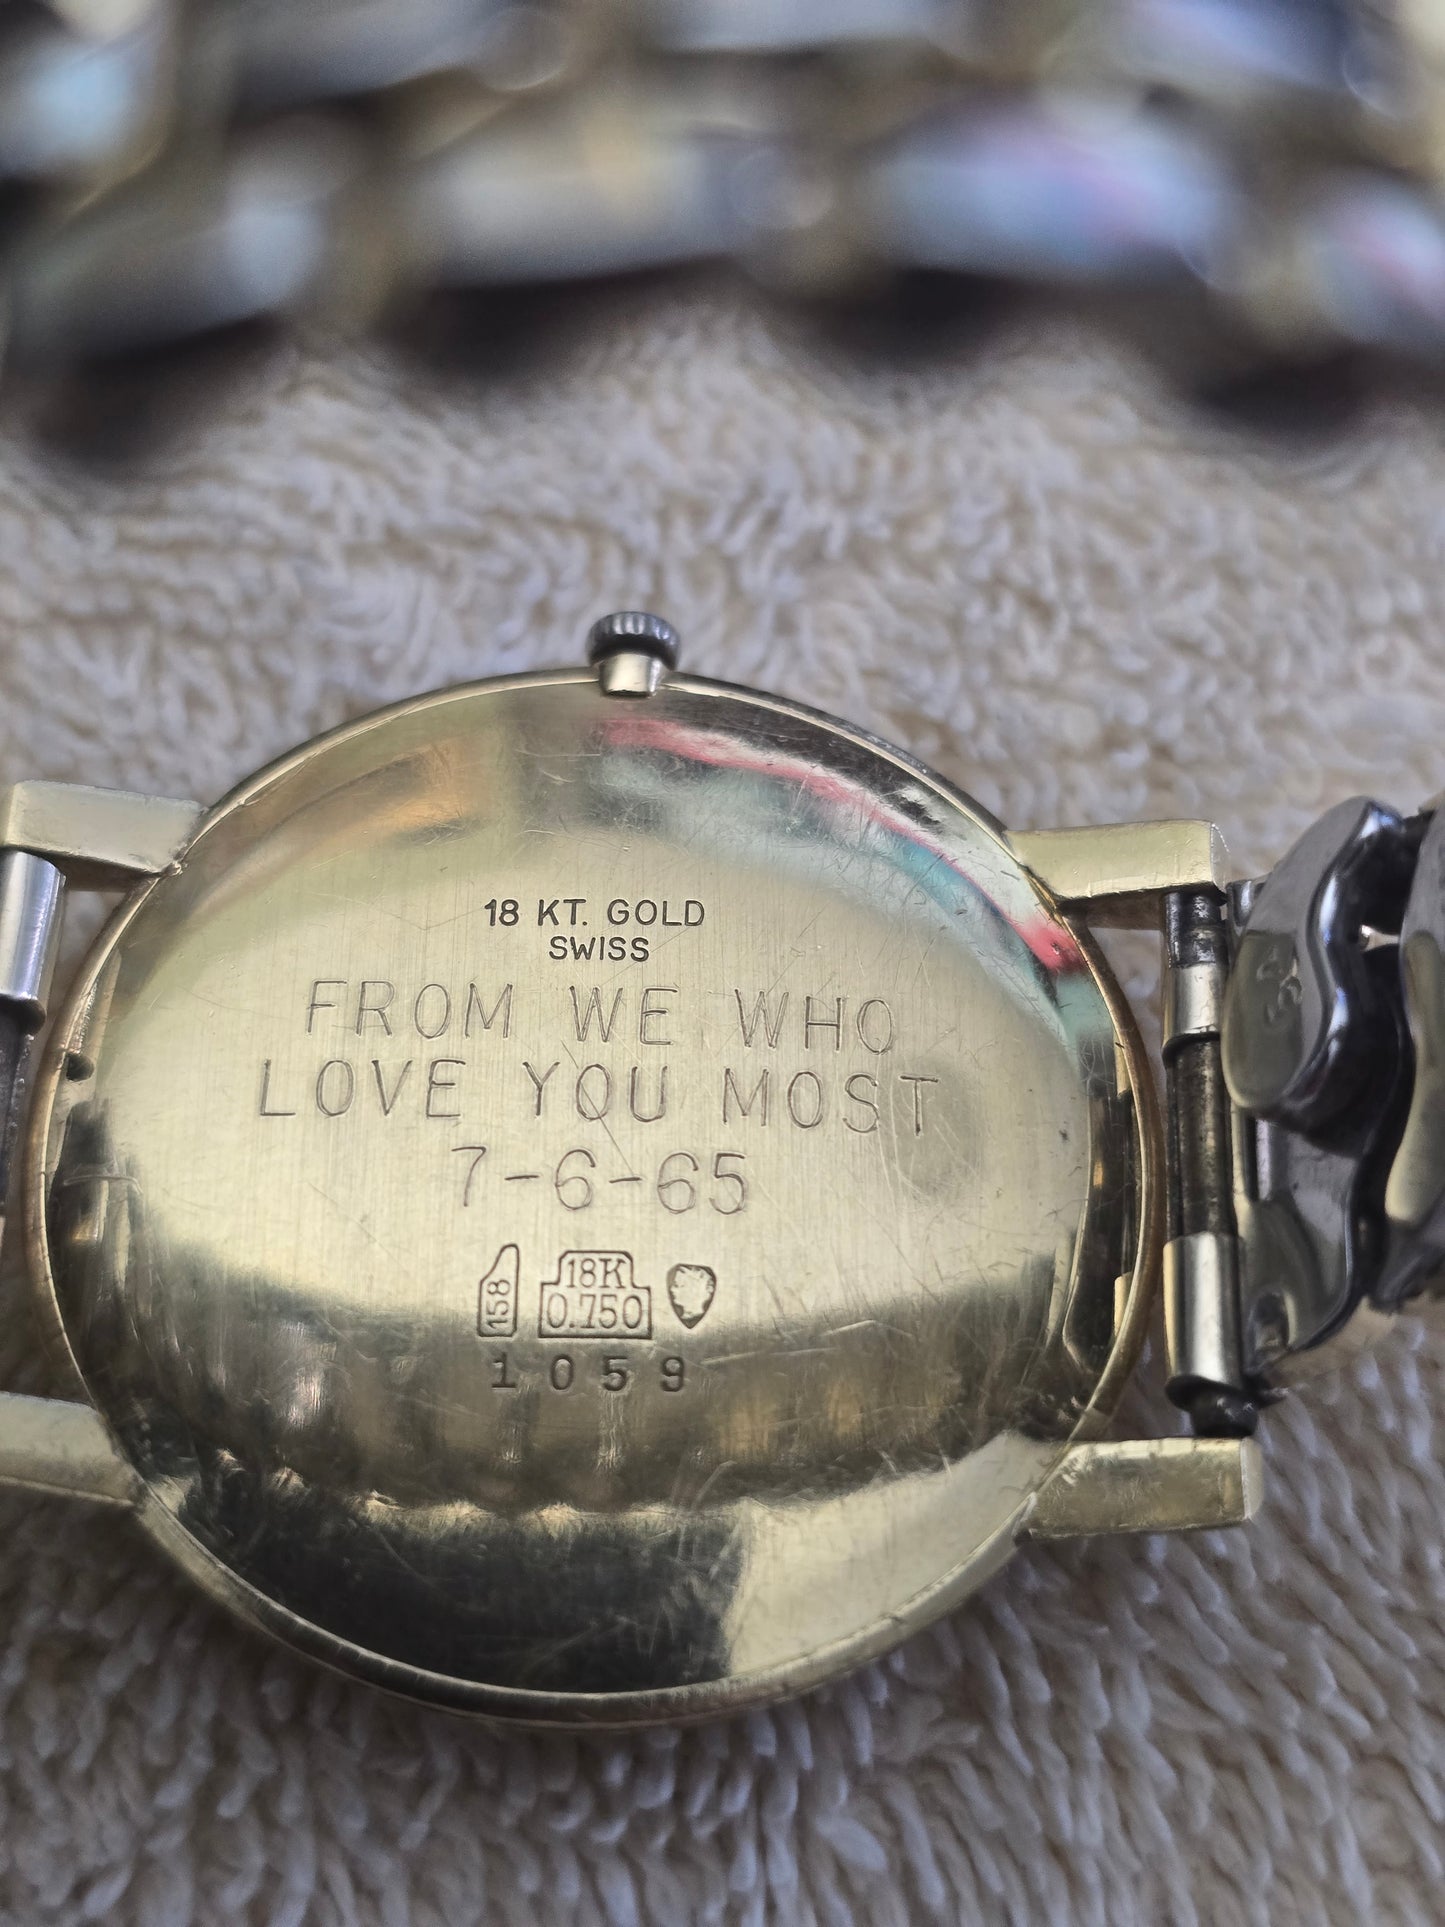 18 KT. GOLD
SWISS
FROM WE WHO
LOVE YOU MOST
7-6-65
158
18K
0.750
1059